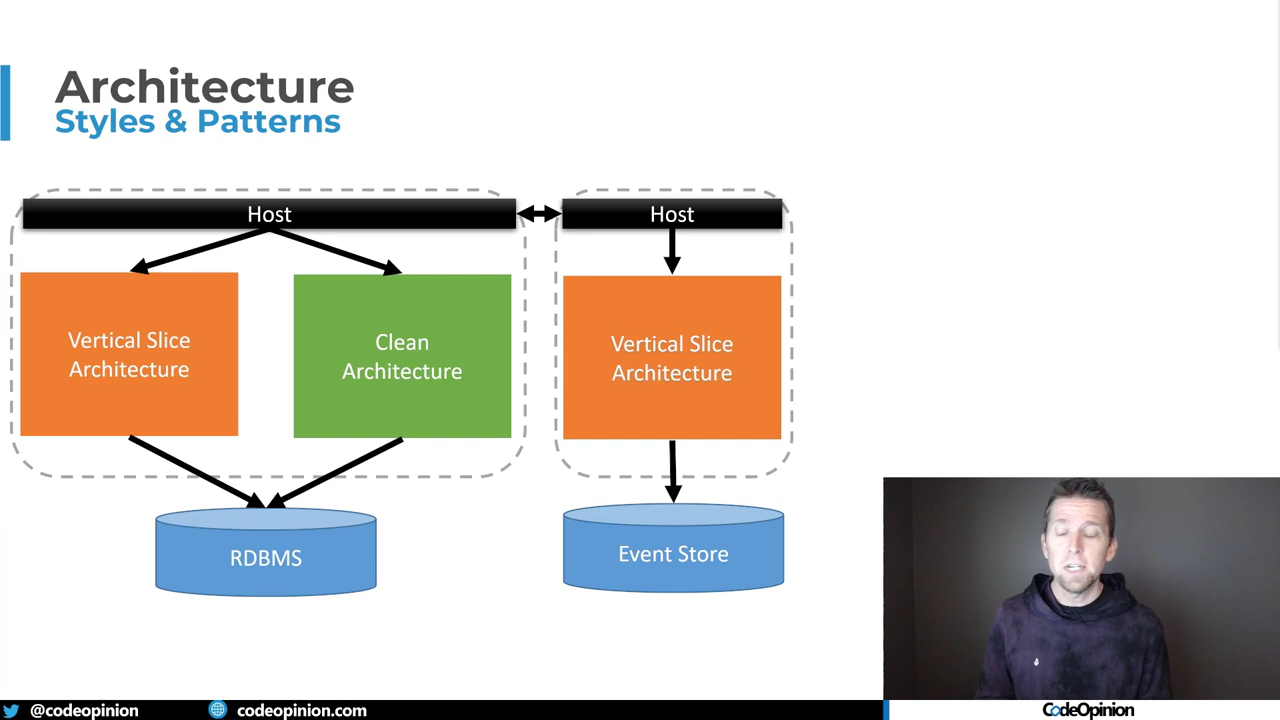 Architecture
Styles & Patterns
Host
Host
Vertical Slice
Architecture
Clean
Architecture
Vertical Slice
Architecture
RDBMS
Event Store
@codeopinion
codeopinion.com
CodeOpinion